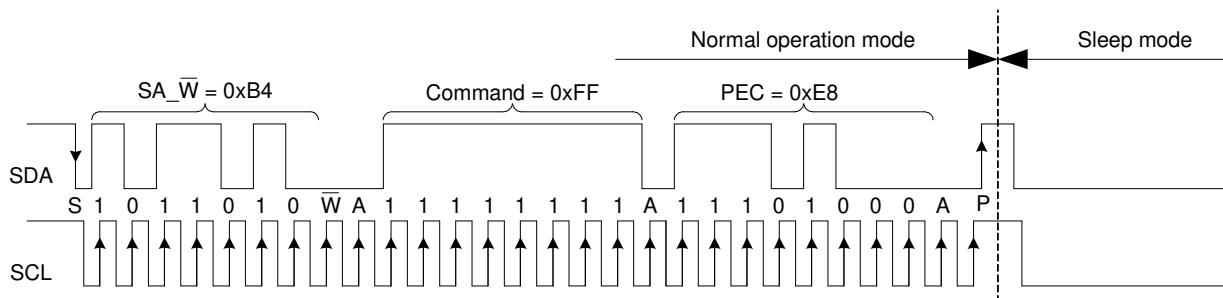 Normal operation mode Sleep mode
SA_W̅ = 0xB4 Command = 0xFF PEC = 0xE8
SDA
S 1 0 1 1 0 1 0 W̅ A 1 1 1 1 1 1 1 1 A 1 1 1 0 1 0 0 0 A P
SCL